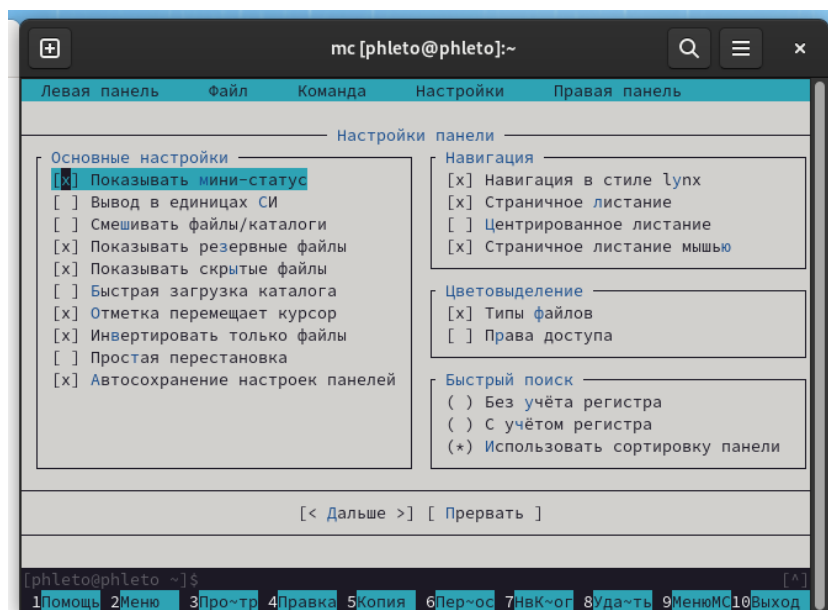 mc [phleto@phleto]:~
Левая панель Файл Команда Настройки Правая панель
Настройки панели
Основные настройки
[x] Показывать мини-статус
[ ] Вывод в единицах СИ
[ ] Смешивать файлы/каталоги
[x] Показывать резервные файлы
[x] Показывать скрытые файлы
[ ] Быстрая загрузка каталога
[x] Отметка перемещает курсор
[x] Инвертировать только файлы
[ ] Простая перестановка
[x] Автосохранение настроек панелей
Навигация
[x] Навигация в стиле lynx
[x] Страничное листание
[ ] Центрированное листание
[x] Страничное листание мышью
Цветовыделение
[x] Типы файлов
[ ] Права доступа
Быстрый поиск
( ) Без учёта регистра
( ) С учётом регистра
(*) Использовать сортировку панели
[< Дальше >] [ Прервать ]
[phleto@phleto ~]$ [^]
1Помощь 2Меню 3Про~тр 4Правка 5Копия 6Пер~ос 7НвК~ог 8Уда~ть 9МенюМС 10Выход